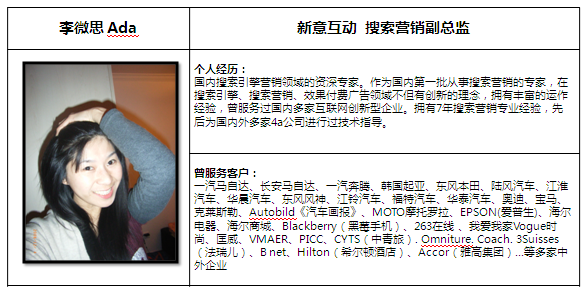 李微思 Ada
新意互动 搜索营销副总监
个人经历：
国内搜索引擎营销领域的资深专家。作为国内第一批从事搜索营销的专家，在
搜索引擎、搜索营销、效果付费广告领域不但有创新的理念，拥有丰富的运作
经验，曾服务过国内多家互联网创新型企业。拥有7年搜索营销专业经验，先
后为国内外多家4a公司进行过技术指导。
曾服务客户：
一汽马自达、长安马自达、一汽奔腾、韩国起亚、东风本田、陆风汽车、江淮
汽车、华晨汽车、东风风神、江铃汽车、福特汽车、华泰汽车、奥迪、宝马、
克莱斯勒、Autobild《汽车画报》、MOTO摩托罗拉、EPSON(爱普生)、海尔
电器、海尔商城、Blackberry（黑莓手机）、263在线 、我爱我家Vogue时
尚、匡威、VMAER、PICC、CYTS（中青旅）. Omniture. Coach. 3Suisses
（法瑞儿）、B net、Hilton（希尔顿酒店）、Accor（雅高集团）...等多家中
外企业